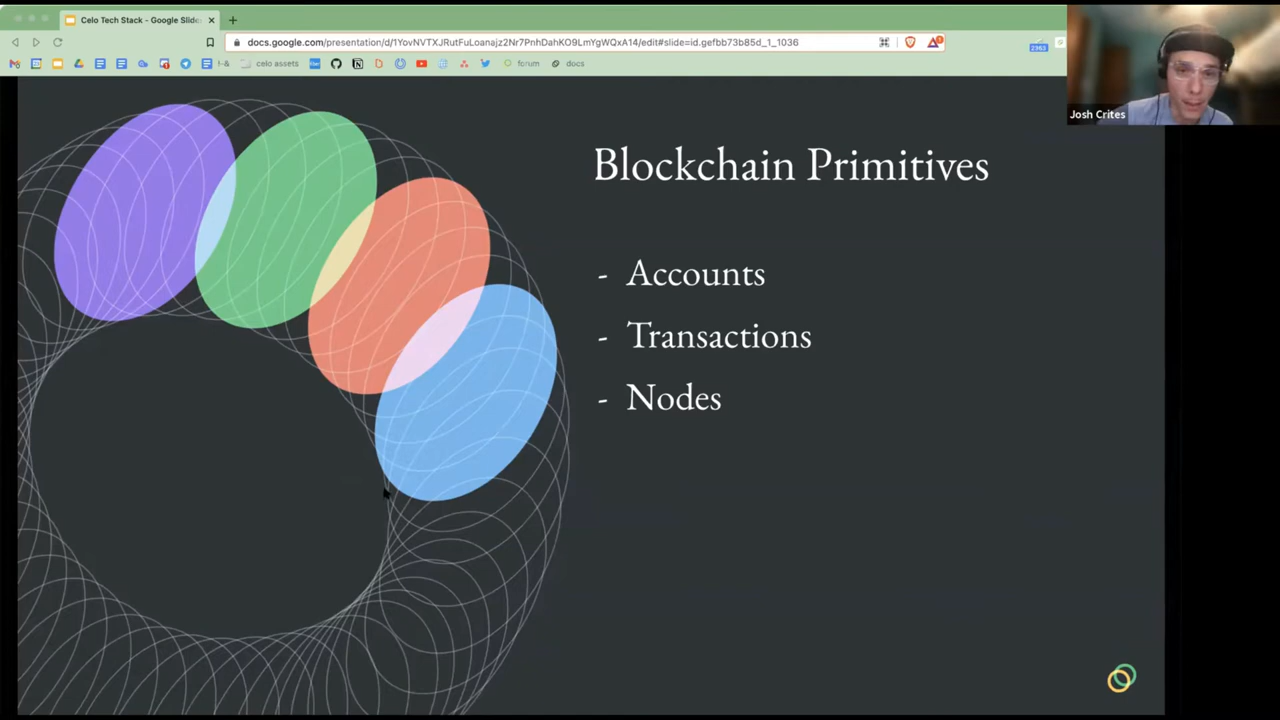 Celo Tech Stack - Google Slide
docs.google.com/presentation/d/1YovNVTXJRutFuLoanajz2Nr7PnhDahKO9LmYgWQxA14/edit#slide=id.gefbb73b85d_1_1036
2363
celo assets
forum
docs
Josh Crites
Blockchain Primitives
- Accounts
- Transactions
- Nodes